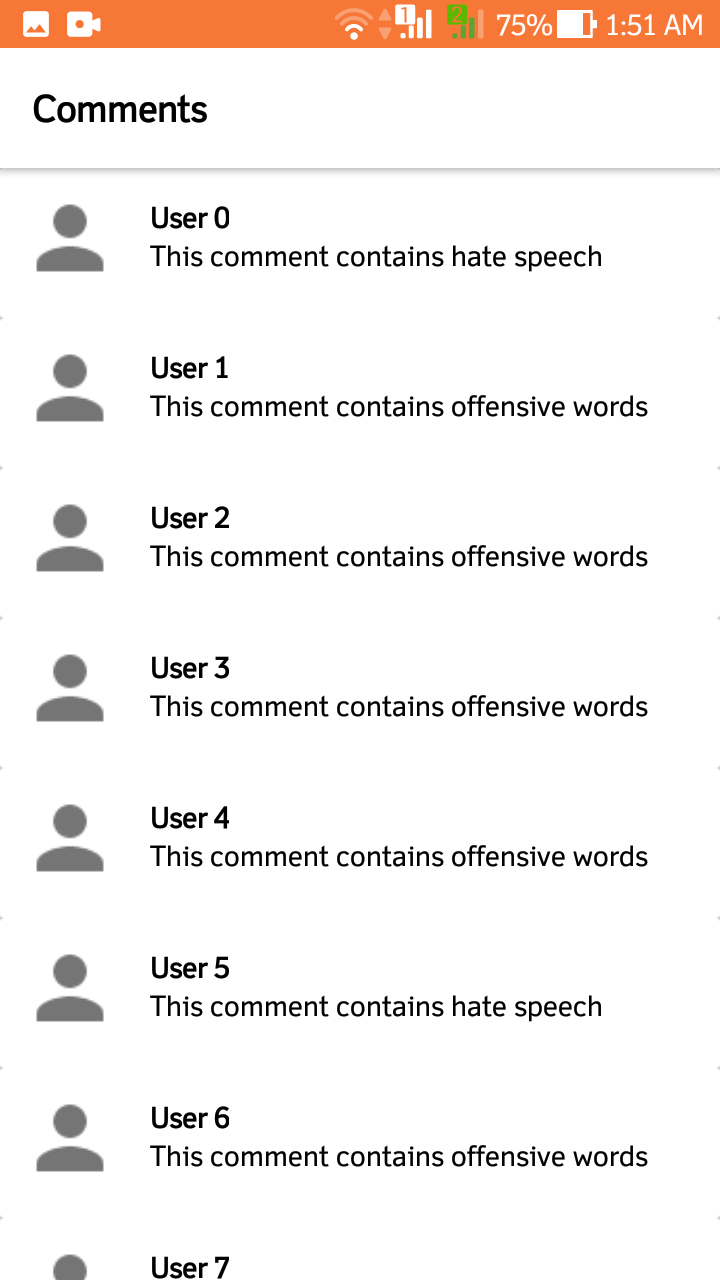 1 2 75% 1:51 AM
Comments
User 0
This comment contains hate speech
User 1
This comment contains offensive words
User 2
This comment contains offensive words
User 3
This comment contains offensive words
User 4
This comment contains offensive words
User 5
This comment contains hate speech
User 6
This comment contains offensive words
User 7